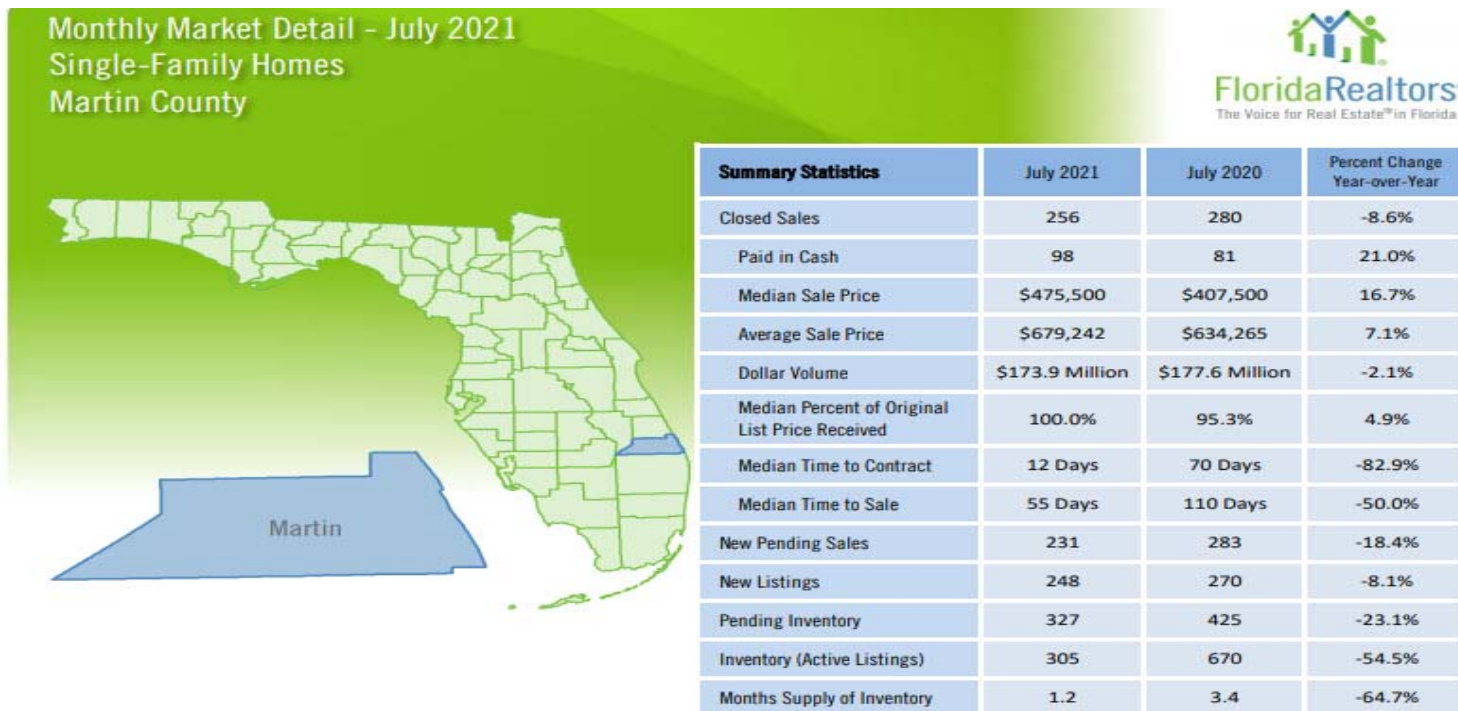 Monthly Market Detail - July 2021
Single-Family Homes
Martin County
FloridaRealtors®
The Voice for Real Estate™ in Florida
Summary Statistics July 2021 July 2020 Percent Change
Year-over-Year
Closed Sales 256 280 -8.6%
Paid in Cash 98 81 21.0%
Median Sale Price $475,500 $407,500 16.7%
Average Sale Price $679,242 $634,265 7.1%
Dollar Volume $173.9 Million $177.6 Million -2.1%
Median Percent of Original
List Price Received 100.0% 95.3% 4.9%
Median Time to Contract 12 Days 70 Days -82.9%
Median Time to Sale 55 Days 110 Days -50.0%
New Pending Sales 231 283 -18.4%
New Listings 248 270 -8.1%
Pending Inventory 327 425 -23.1%
Inventory (Active Listings) 305 670 -54.5%
Months Supply of Inventory 1.2 3.4 -64.7%
Martin